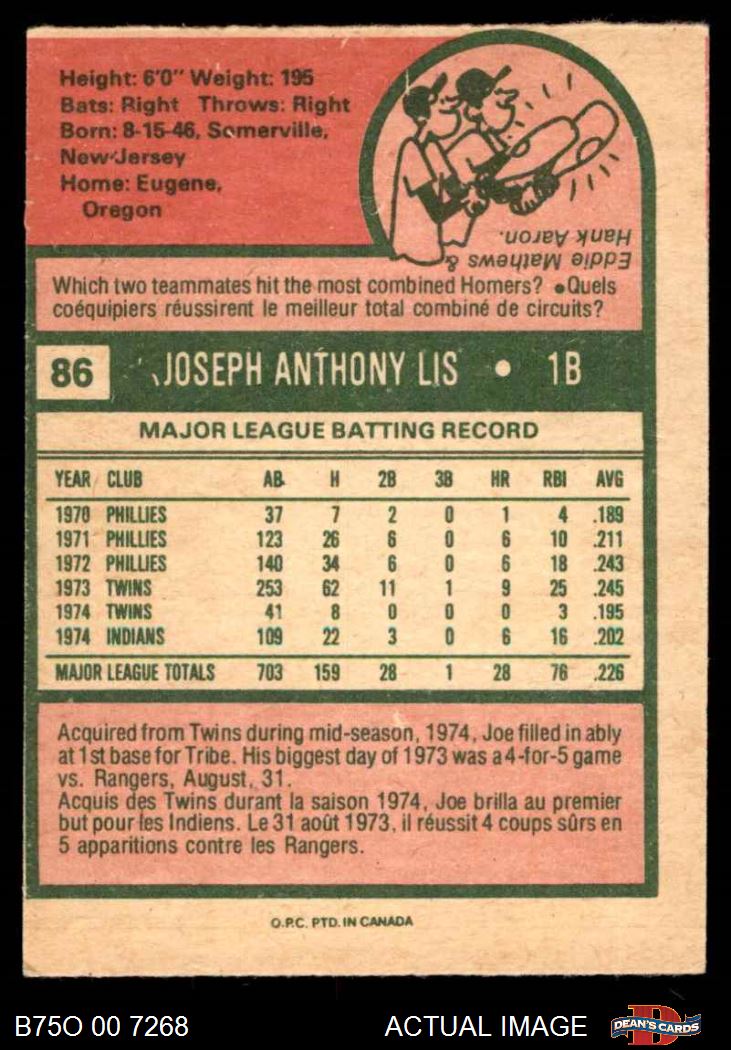 Height: 6'0" Weight: 195
Bats: Right Throws: Right
Born: 8-15-46, Somerville,
New Jersey
Home: Eugene,
Oregon
Eddie Mathews &
Hank Aaron.
Which two teammates hit the most combined Homers? ●Quels
coéquipiers réussirent le meilleur total combiné de circuits?
86 JOSEPH ANTHONY LIS • 1B
MAJOR LEAGUE BATTING RECORD
YEAR CLUB AB H 2B 3B HR RBI AVG
1970 PHILLIES 37 7 2 0 1 4 .189
1971 PHILLIES 123 26 6 0 6 10 .211
1972 PHILLIES 140 34 6 0 6 18 .243
1973 TWINS 253 62 11 1 9 25 .245
1974 TWINS 41 8 0 0 0 3 .195
1974 INDIANS 109 22 3 0 6 16 .202
MAJOR LEAGUE TOTALS 703 159 28 1 28 76 .226
Acquired from Twins during mid-season, 1974, Joe filled in ably
at 1st base for Tribe. His biggest day of 1973 was a 4-for-5 game
vs. Rangers, August, 31.
Acquis des Twins durant la saison 1974, Joe brilla au premier
but pour les Indiens. Le 31 août 1973, il réussit 4 coups sûrs en
5 apparitions contre les Rangers.
O.P.C. PTD. IN CANADA
B75O 00 7268 ACTUAL IMAGE D DEAN'S CARDS